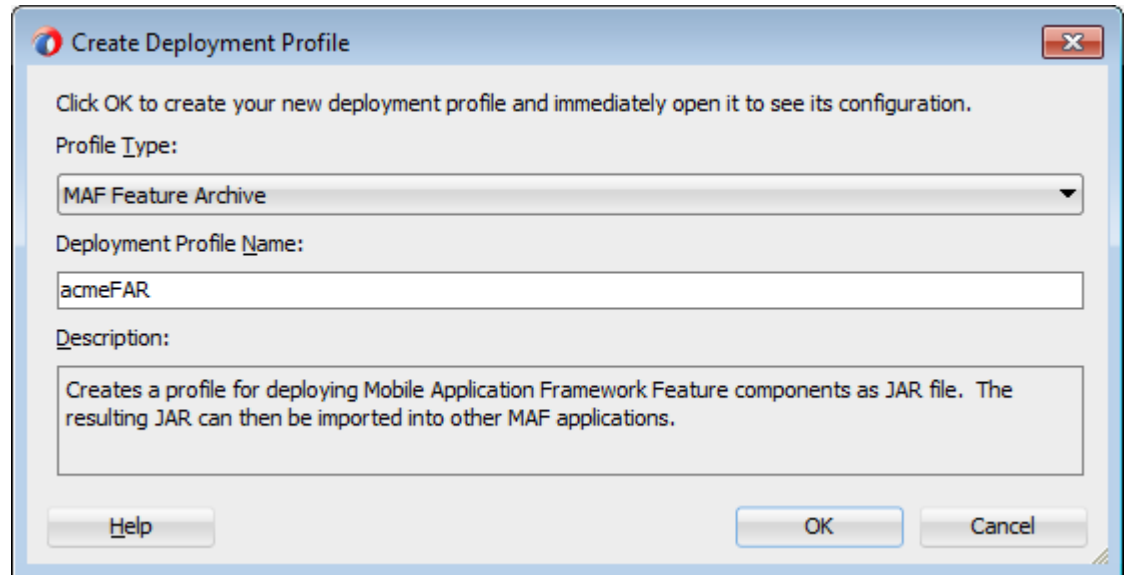 Create Deployment Profile
Click OK to create your new deployment profile and immediately open it to see its configuration.
Profile Type:
MAF Feature Archive
Deployment Profile Name:
acmeFAR
Description:
Creates a profile for deploying Mobile Application Framework Feature components as JAR file.  The
resulting JAR can then be imported into other MAF applications.
Help
OK
Cancel